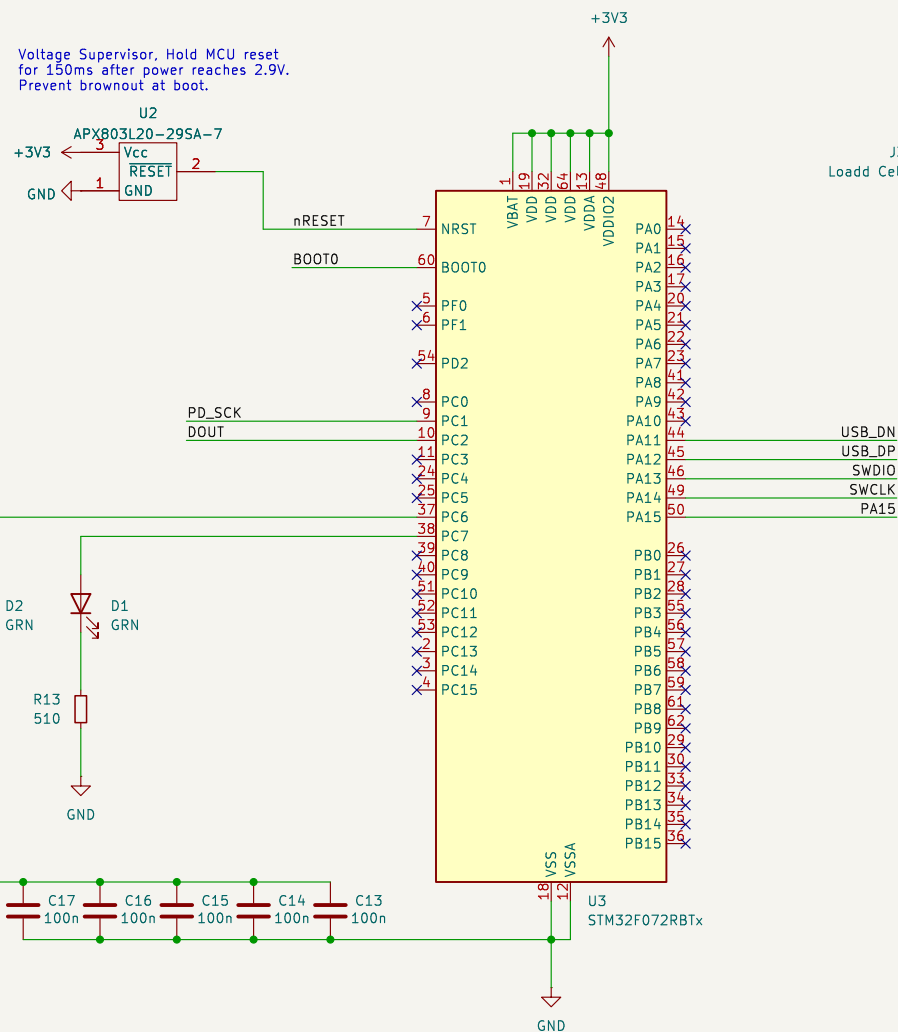 +3V3
Voltage Supervisor, Hold MCU reset
for 150ms after power reaches 2.9V.
Prevent brownout at boot.
U2
APX803L20-29SA-7
+3V3
3
Vcc
RESET
2
GND
1
GND
J
Loadd Cel
1
19
32
64
13
48
VBAT
VDD
VDD
VDD
VDDA
VDDIO2
nRESET
7
NRST
BOOT0
60
BOOT0
5
PF0
6
PF1
54
PD2
8
PC0
PD_SCK
9
PC1
DOUT
10
PC2
11
PC3
24
PC4
25
PC5
37
PC6
38
PC7
39
PC8
40
PC9
51
PC10
52
PC11
53
PC12
2
PC13
3
PC14
4
PC15
PA0
14
PA1
15
PA2
16
PA3
17
PA4
20
PA5
21
PA6
22
PA7
23
PA8
41
PA9
42
PA10
43
PA11
44
USB_DN
PA12
45
USB_DP
PA13
46
SWDIO
PA14
49
SWCLK
PA15
50
PA15
PB0
26
PB1
27
PB2
28
PB3
55
PB4
56
PB5
57
PB6
58
PB7
59
PB8
61
PB9
62
PB10
29
PB11
30
PB12
33
PB13
34
PB14
35
PB15
36
D2
GRN
D1
GRN
R13
510
GND
VSS
VSSA
18
12
U3
STM32F072RBTx
C17
100n
C16
100n
C15
100n
C14
100n
C13
100n
GND